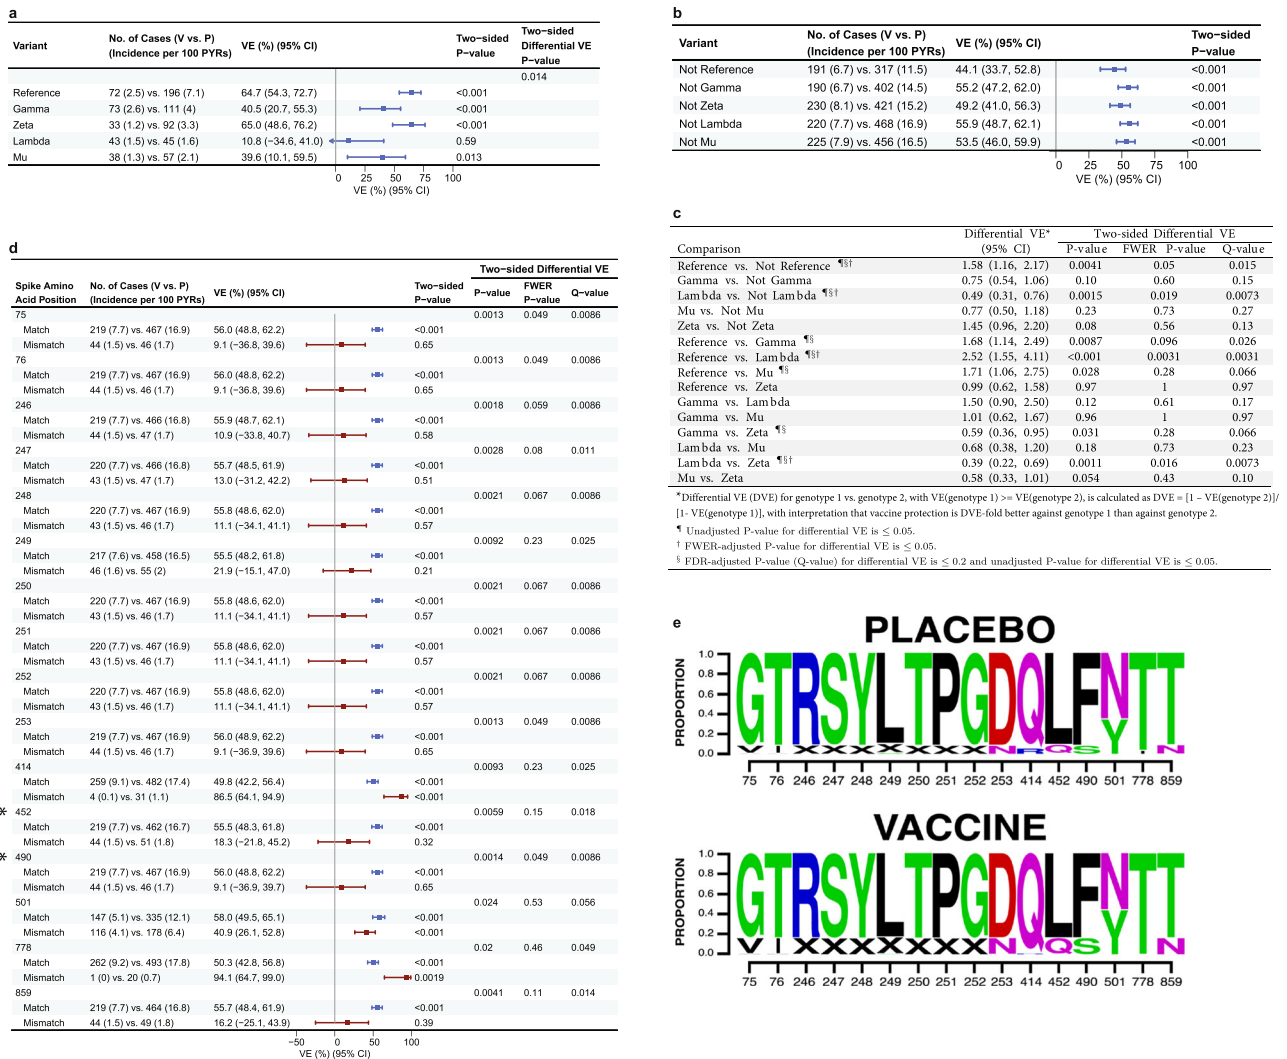 a
Variant No. of Cases (V vs. P) (Incidence per 100 PYRs) VE (%) (95% CI) Two−sided P−value Two−sided Differential VE P−value
0.014
Reference 72 (2.5) vs. 196 (7.1) 64.7 (54.3, 72.7) <0.001
Gamma 73 (2.6) vs. 111 (4) 40.5 (20.7, 55.3) <0.001
Zeta 33 (1.2) vs. 92 (3.3) 65.0 (48.6, 76.2) <0.001
Lambda 43 (1.5) vs. 45 (1.6) 10.8 (−34.6, 41.0) 0.59
Mu 38 (1.3) vs. 57 (2.1) 39.6 (10.1, 59.5) 0.013
0 25 50 75 100
VE (%) (95% CI)
b
Variant No. of Cases (V vs. P) (Incidence per 100 PYRs) VE (%) (95% CI) Two−sided P−value
Not Reference 191 (6.7) vs. 317 (11.5) 44.1 (33.7, 52.8) <0.001
Not Gamma 190 (6.7) vs. 402 (14.5) 55.2 (47.2, 62.0) <0.001
Not Zeta 230 (8.1) vs. 421 (15.2) 49.2 (41.0, 56.3) <0.001
Not Lambda 220 (7.7) vs. 468 (16.9) 55.9 (48.7, 62.1) <0.001
Not Mu 225 (7.9) vs. 456 (16.5) 53.5 (46.0, 59.9) <0.001
0 25 50 75 100
VE (%) (95% CI)
c
Differential VE* Two-sided Differential VE
Comparison (95% CI) P-value FWER P-value Q-value
Reference vs. Not Reference ¶§† 1.58 (1.16, 2.17) 0.0041 0.05 0.015
Gamma vs. Not Gamma 0.75 (0.54, 1.06) 0.10 0.60 0.15
Lambda vs. Not Lambda ¶§† 0.49 (0.31, 0.76) 0.0015 0.019 0.0073
Mu vs. Not Mu 0.77 (0.50, 1.18) 0.23 0.73 0.27
Zeta vs. Not Zeta 1.45 (0.96, 2.20) 0.08 0.56 0.13
Reference vs. Gamma ¶§ 1.68 (1.14, 2.49) 0.0087 0.096 0.026
Reference vs. Lambda ¶§† 2.52 (1.55, 4.11) <0.001 0.0031 0.0031
Reference vs. Mu ¶§ 1.71 (1.06, 2.75) 0.028 0.28 0.066
Reference vs. Zeta 0.99 (0.62, 1.58) 0.97 1 0.97
Gamma vs. Lambda 1.50 (0.90, 2.50) 0.12 0.61 0.17
Gamma vs. Mu 1.01 (0.62, 1.67) 0.96 1 0.97
Gamma vs. Zeta ¶§ 0.59 (0.36, 0.95) 0.031 0.28 0.066
Lambda vs. Mu 0.68 (0.38, 1.20) 0.18 0.73 0.23
Lambda vs. Zeta ¶§† 0.39 (0.22, 0.69) 0.0011 0.016 0.0073
Mu vs. Zeta 0.58 (0.33, 1.01) 0.054 0.43 0.10
*Differential VE (DVE) for genotype 1 vs. genotype 2, with VE(genotype 1) >= VE(genotype 2), is calculated as DVE = [1 – VE(genotype 2)]/
[1- VE(genotype 1)], with interpretation that vaccine protection is DVE-fold better against genotype 1 than against genotype 2.
¶ Unadjusted P-value for differential VE is ≤ 0.05.
† FWER-adjusted P-value for differential VE is ≤ 0.05.
§ FDR-adjusted P-value (Q-value) for differential VE is ≤ 0.2 and unadjusted P-value for differential VE is ≤ 0.05.
d
Two−sided Differential VE
Spike Amino Acid Position No. of Cases (V vs. P) (Incidence per 100 PYRs) VE (%) (95% CI) Two−sided P−value P−value FWER P−value Q−value
75 0.0013 0.049 0.0086
Match 219 (7.7) vs. 467 (16.9) 56.0 (48.8, 62.2) <0.001
Mismatch 44 (1.5) vs. 46 (1.7) 9.1 (−36.8, 39.6) 0.65
76 0.0013 0.049 0.0086
Match 219 (7.7) vs. 467 (16.9) 56.0 (48.8, 62.2) <0.001
Mismatch 44 (1.5) vs. 46 (1.7) 9.1 (−36.8, 39.6) 0.65
246 0.0018 0.059 0.0086
Match 219 (7.7) vs. 466 (16.8) 55.9 (48.7, 62.1) <0.001
Mismatch 44 (1.5) vs. 47 (1.7) 10.9 (−33.8, 40.7) 0.58
247 0.0028 0.08 0.011
Match 220 (7.7) vs. 466 (16.8) 55.7 (48.5, 61.9) <0.001
Mismatch 43 (1.5) vs. 47 (1.7) 13.0 (−31.2, 42.2) 0.51
248 0.0021 0.067 0.0086
Match 220 (7.7) vs. 467 (16.9) 55.8 (48.6, 62.0) <0.001
Mismatch 43 (1.5) vs. 46 (1.7) 11.1 (−34.1, 41.1) 0.57
249 0.0092 0.23 0.025
Match 217 (7.6) vs. 458 (16.5) 55.5 (48.2, 61.8) <0.001
Mismatch 46 (1.6) vs. 55 (2) 21.9 (−15.1, 47.0) 0.21
250 0.0021 0.067 0.0086
Match 220 (7.7) vs. 467 (16.9) 55.8 (48.6, 62.0) <0.001
Mismatch 43 (1.5) vs. 46 (1.7) 11.1 (−34.1, 41.1) 0.57
251 0.0021 0.067 0.0086
Match 220 (7.7) vs. 467 (16.9) 55.8 (48.6, 62.0) <0.001
Mismatch 43 (1.5) vs. 46 (1.7) 11.1 (−34.1, 41.1) 0.57
252 0.0021 0.067 0.0086
Match 220 (7.7) vs. 467 (16.9) 55.8 (48.6, 62.0) <0.001
Mismatch 43 (1.5) vs. 46 (1.7) 11.1 (−34.1, 41.1) 0.57
253 0.0013 0.049 0.0086
Match 219 (7.7) vs. 467 (16.9) 56.0 (48.9, 62.2) <0.001
Mismatch 44 (1.5) vs. 46 (1.7) 9.1 (−36.9, 39.6) 0.65
414 0.0093 0.23 0.025
Match 259 (9.1) vs. 482 (17.4) 49.8 (42.2, 56.4) <0.001
Mismatch 4 (0.1) vs. 31 (1.1) 86.5 (64.1, 94.9) <0.001
* 452 0.0059 0.15 0.018
Match 219 (7.7) vs. 462 (16.7) 55.5 (48.3, 61.8) <0.001
Mismatch 44 (1.5) vs. 51 (1.8) 18.3 (−21.8, 45.2) 0.32
* 490 0.0014 0.049 0.0086
Match 219 (7.7) vs. 467 (16.9) 56.0 (48.8, 62.2) <0.001
Mismatch 44 (1.5) vs. 46 (1.7) 9.1 (−36.9, 39.7) 0.65
501 0.024 0.53 0.056
Match 147 (5.1) vs. 335 (12.1) 58.0 (49.5, 65.1) <0.001
Mismatch 116 (4.1) vs. 178 (6.4) 40.9 (26.1, 52.8) <0.001
778 0.02 0.46 0.049
Match 262 (9.2) vs. 493 (17.8) 50.3 (42.8, 56.8) <0.001
Mismatch 1 (0) vs. 20 (0.7) 94.1 (64.7, 99.0) 0.0019
859 0.0041 0.11 0.014
Match 219 (7.7) vs. 464 (16.8) 55.7 (48.4, 61.9) <0.001
Mismatch 44 (1.5) vs. 49 (1.8) 16.2 (−25.1, 43.9) 0.39
−50 0 50 100
VE (%) (95% CI)
e
PLACEBO
PROPORTION
1.0
0.8
0.6
0.4
0.2
0.0
GTRSYLTPGDQLFNTT
VIXXXXXXXNRQSY N
75 76 246 247 248 249 250 251 252 253 414 452 490 501 778 859
VACCINE
PROPORTION
1.0
0.8
0.6
0.4
0.2
0.0
GTRSYLTPGDQLFNTT
VIXXXXXXXN QSY N
75 76 246 247 248 249 250 251 252 253 414 452 490 501 778 859